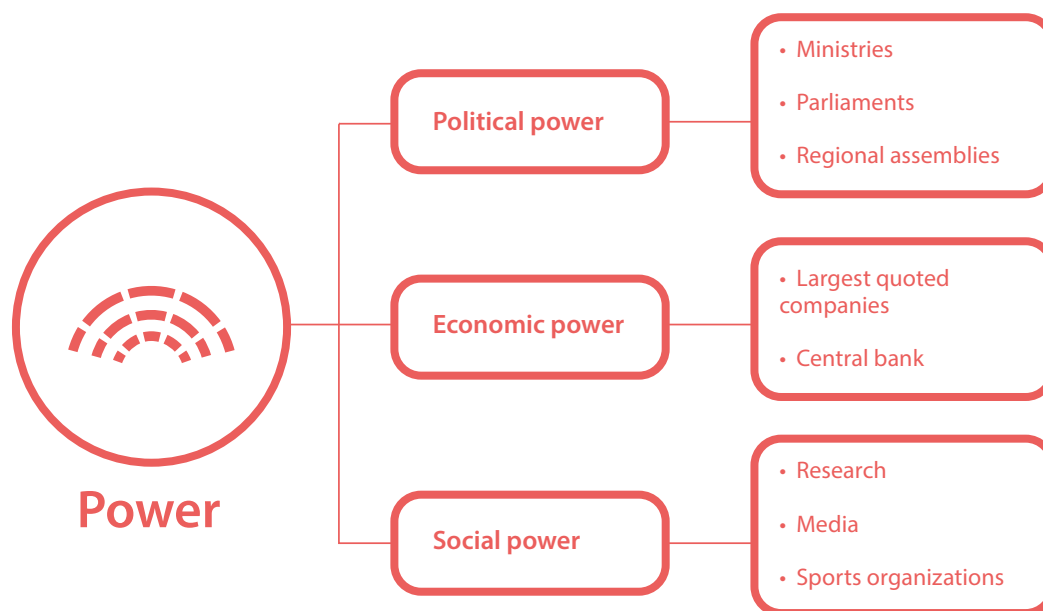 Power
Political power
• Ministries
• Parliaments
• Regional assemblies
Economic power
• Largest quoted
companies
• Central bank
Social power
• Research
• Media
• Sports organizations